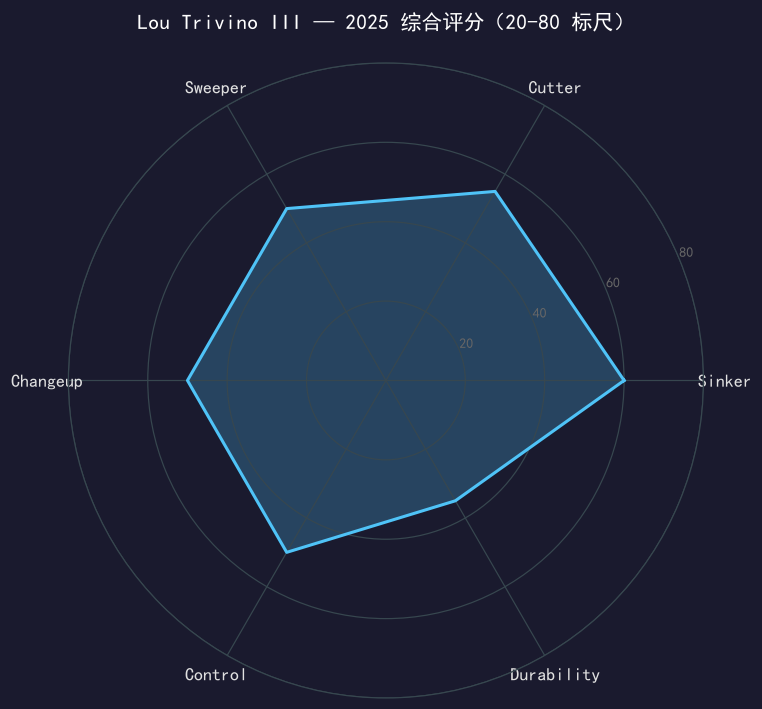 Lou Trivino III — 2025 综合评分（20-80 标尺）
Sweeper
Cutter
80
60
40
20
Changeup
Sinker
Control
Durability